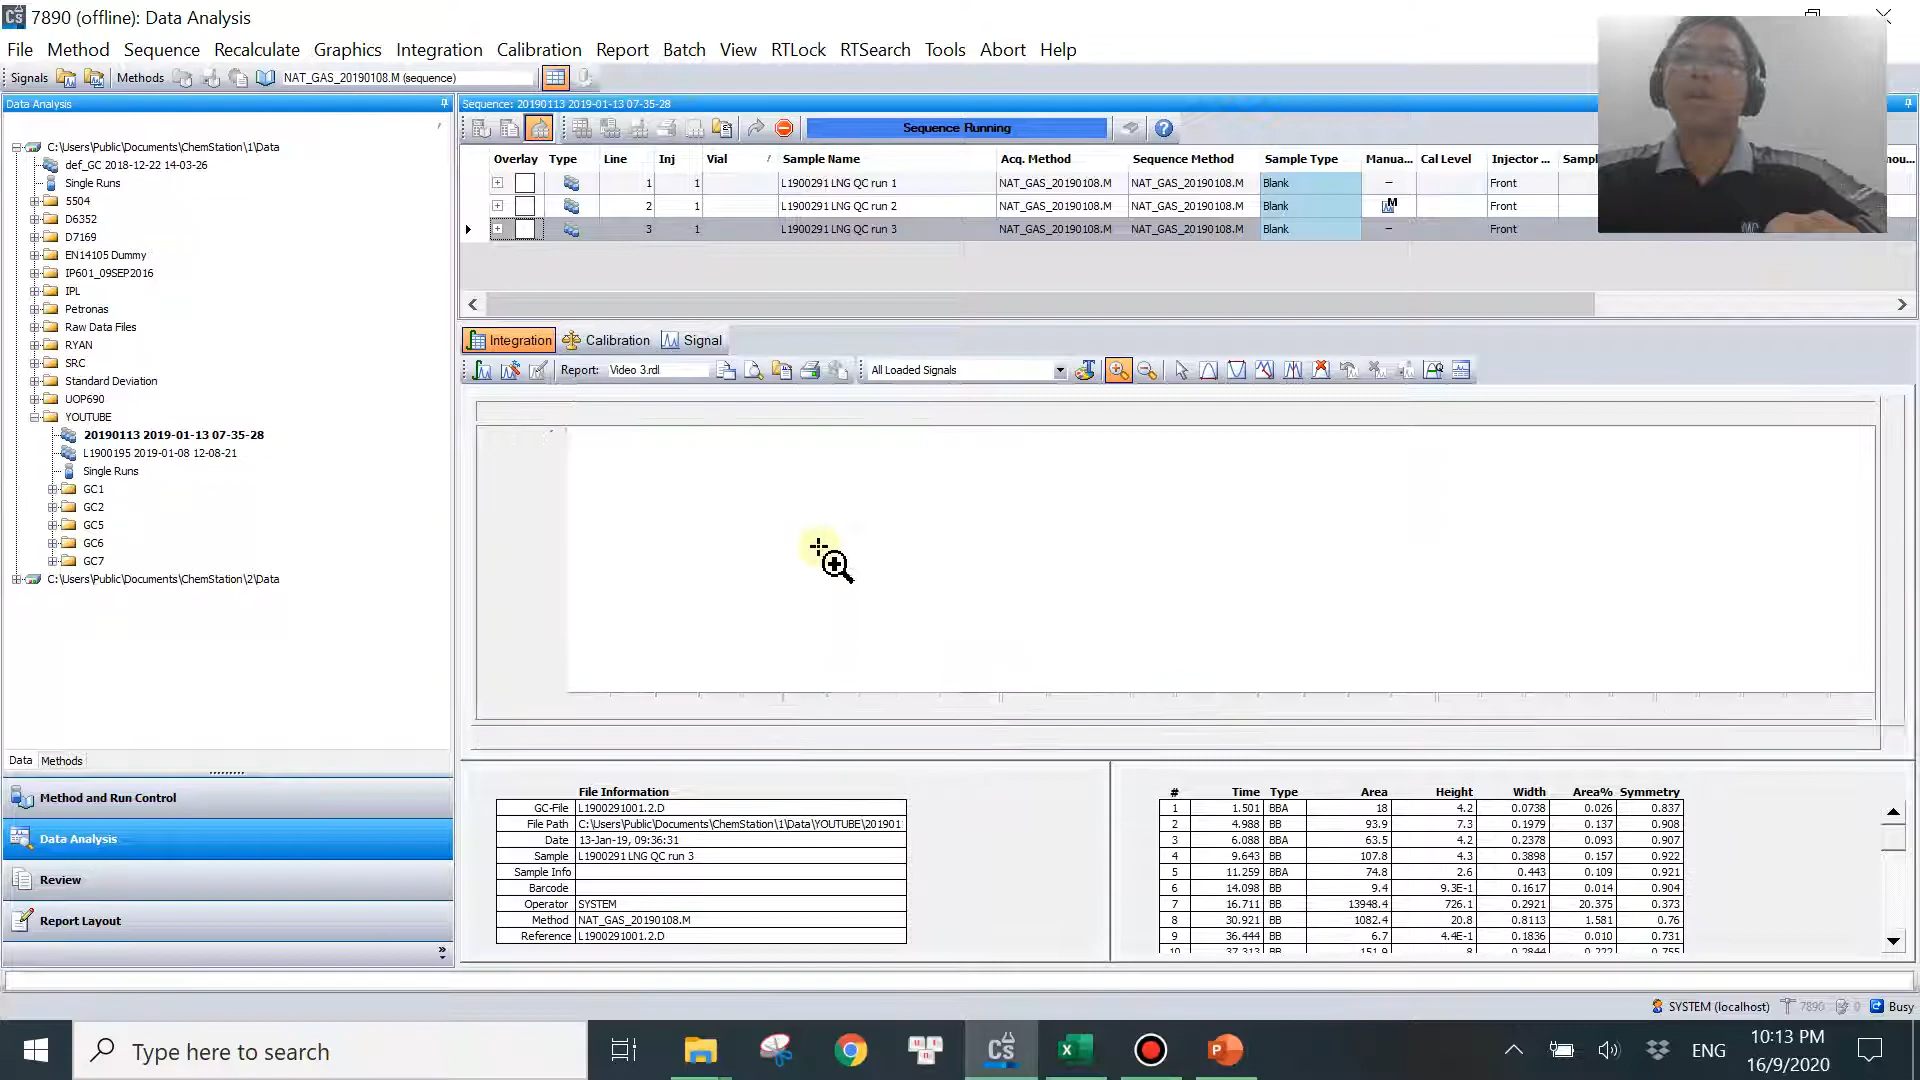 7890 (offline): Data Analysis
File Method Sequence Recalculate Graphics Integration Calibration Report Batch View RTLock RTSearch Tools Abort Help
Signals Methods NAT_GAS_20190108.M (sequence)
Data Analysis
C:\Users\Public\Documents\ChemStation\1\Data
def_GC 2018-12-22 14-03-26
Single Runs
5504
D6352
D7169
EN14105 Dummy
IP601_09SEP2016
IPL
Petronas
Raw Data Files
RYAN
SRC
Standard Deviation
UOP690
YOUTUBE
20190113 2019-01-13 07-35-28
L1900195 2019-01-08 12-08-21
Single Runs
GC1
GC2
GC5
GC6
GC7
C:\Users\Public\Documents\ChemStation\2\Data
Data Methods
Method and Run Control
Data Analysis
Review
Report Layout
Sequence: 20190113 2019-01-13 07-35-28
Sequence Running
Overlay Type Line Inj Vial Sample Name Acq. Method Sequence Method Sample Type Manua... Cal Level Injector ...
1 1 L1900291 LNG QC run 1 NAT_GAS_20190108.M NAT_GAS_20190108.M Blank – Front
2 1 L1900291 LNG QC run 2 NAT_GAS_20190108.M NAT_GAS_20190108.M Blank M Front
3 1 L1900291 LNG QC run 3 NAT_GAS_20190108.M NAT_GAS_20190108.M Blank – Front
Integration Calibration Signal
Report: Video 3.rdl All Loaded Signals
File Information
GC-File L1900291001.2.D
File Path C:\Users\Public\Documents\ChemStation\1\Data\YOUTUBE\201901
Date 13-Jan-19, 09:36:31
Sample L1900291 LNG QC run 3
Sample Info
Barcode
Operator SYSTEM
Method NAT_GAS_20190108.M
Reference L1900291001.2.D
# Time Type Area Height Width Area% Symmetry
1 1.501 BBA 18 4.2 0.0738 0.026 0.837
2 4.988 BB 93.9 7.3 0.1979 0.137 0.908
3 6.088 BBA 63.5 4.2 0.2378 0.093 0.907
4 9.643 BB 107.8 4.3 0.3898 0.157 0.922
5 11.259 BBA 74.8 2.6 0.443 0.109 0.921
6 14.098 BB 9.4 9.3E-1 0.1617 0.014 0.904
7 16.711 BB 13948.4 726.1 0.2921 20.375 0.373
8 30.921 BB 1082.4 20.8 0.8113 1.581 0.76
9 36.444 BB 6.7 4.4E-1 0.1836 0.010 0.731
10 37.313 BB 151.9 8 0.2844 0.222 0.755
SYSTEM (localhost) 7890 0 Busy
Type here to search
ENG
10:13 PM
16/9/2020